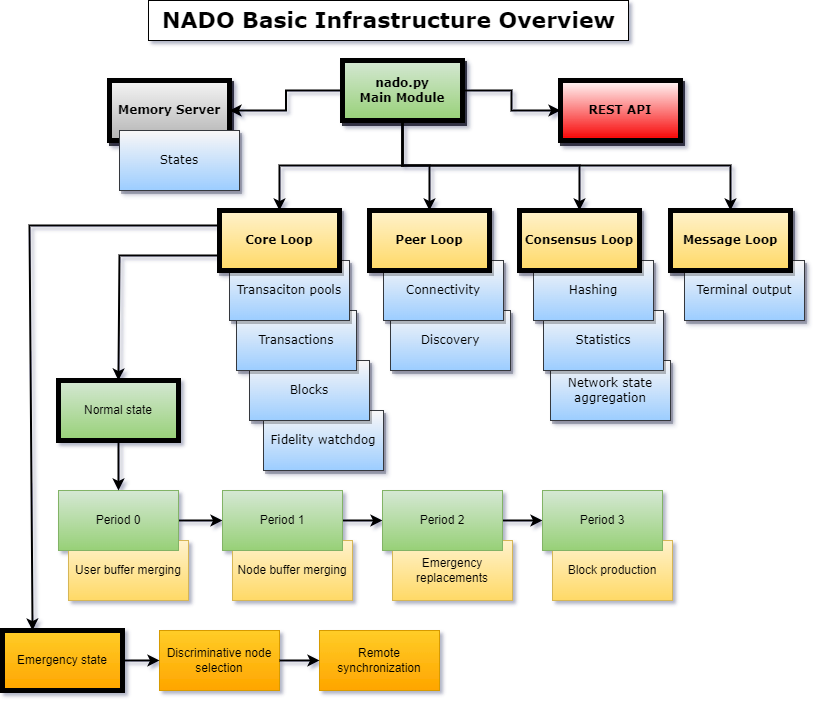 NADO Basic Infrastructure Overview
nado.py
Main Module
Memory Server
REST API
States
Core Loop
Peer Loop
Consensus Loop
Message Loop
Transaciton pools
Connectivity
Hashing
Terminal output
Transactions
Discovery
Statistics
Blocks
Network state
aggregation
Normal state
Fidelity watchdog
Period 0
Period 1
Period 2
Period 3
User buffer merging
Node buffer merging
Emergency
replacements
Block production
Emergency state
Discriminative node
selection
Remote
synchronization